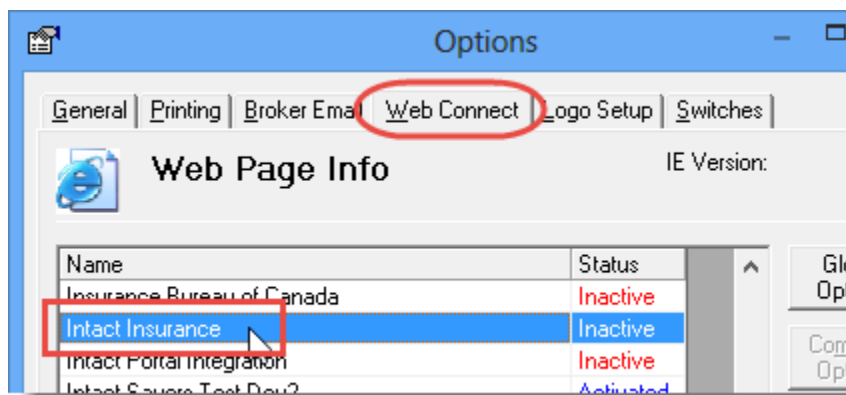 Options
General Printing Broker Email Web Connect Logo Setup Switches
Web Page Info
IE Version:
Name Status
Insurance Bureau of Canada Inactive
Intact Insurance Inactive
Intact Portal Integration Inactive
Activated